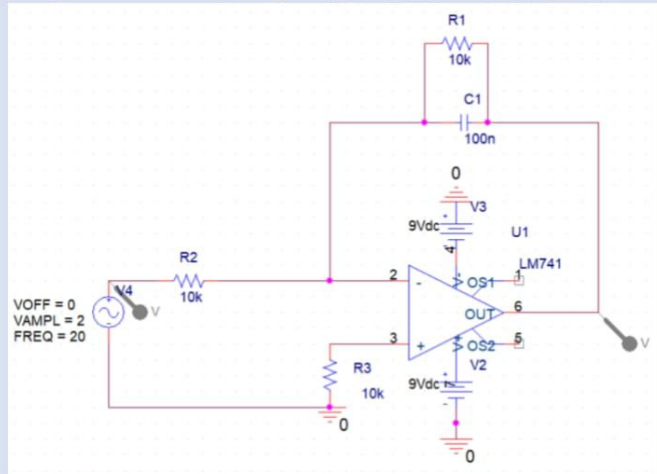 R1
10k
C1
100n
0
V3
9Vdc
4
U1
LM741
R2
10k
V4
VOFF = 0
VAMPL = 2
FREQ = 20
V
2
-
V-
OS1
1
OUT
6
3
+
V+
OS2
5
V
R3
10k
0
V2
9Vdc
7
0